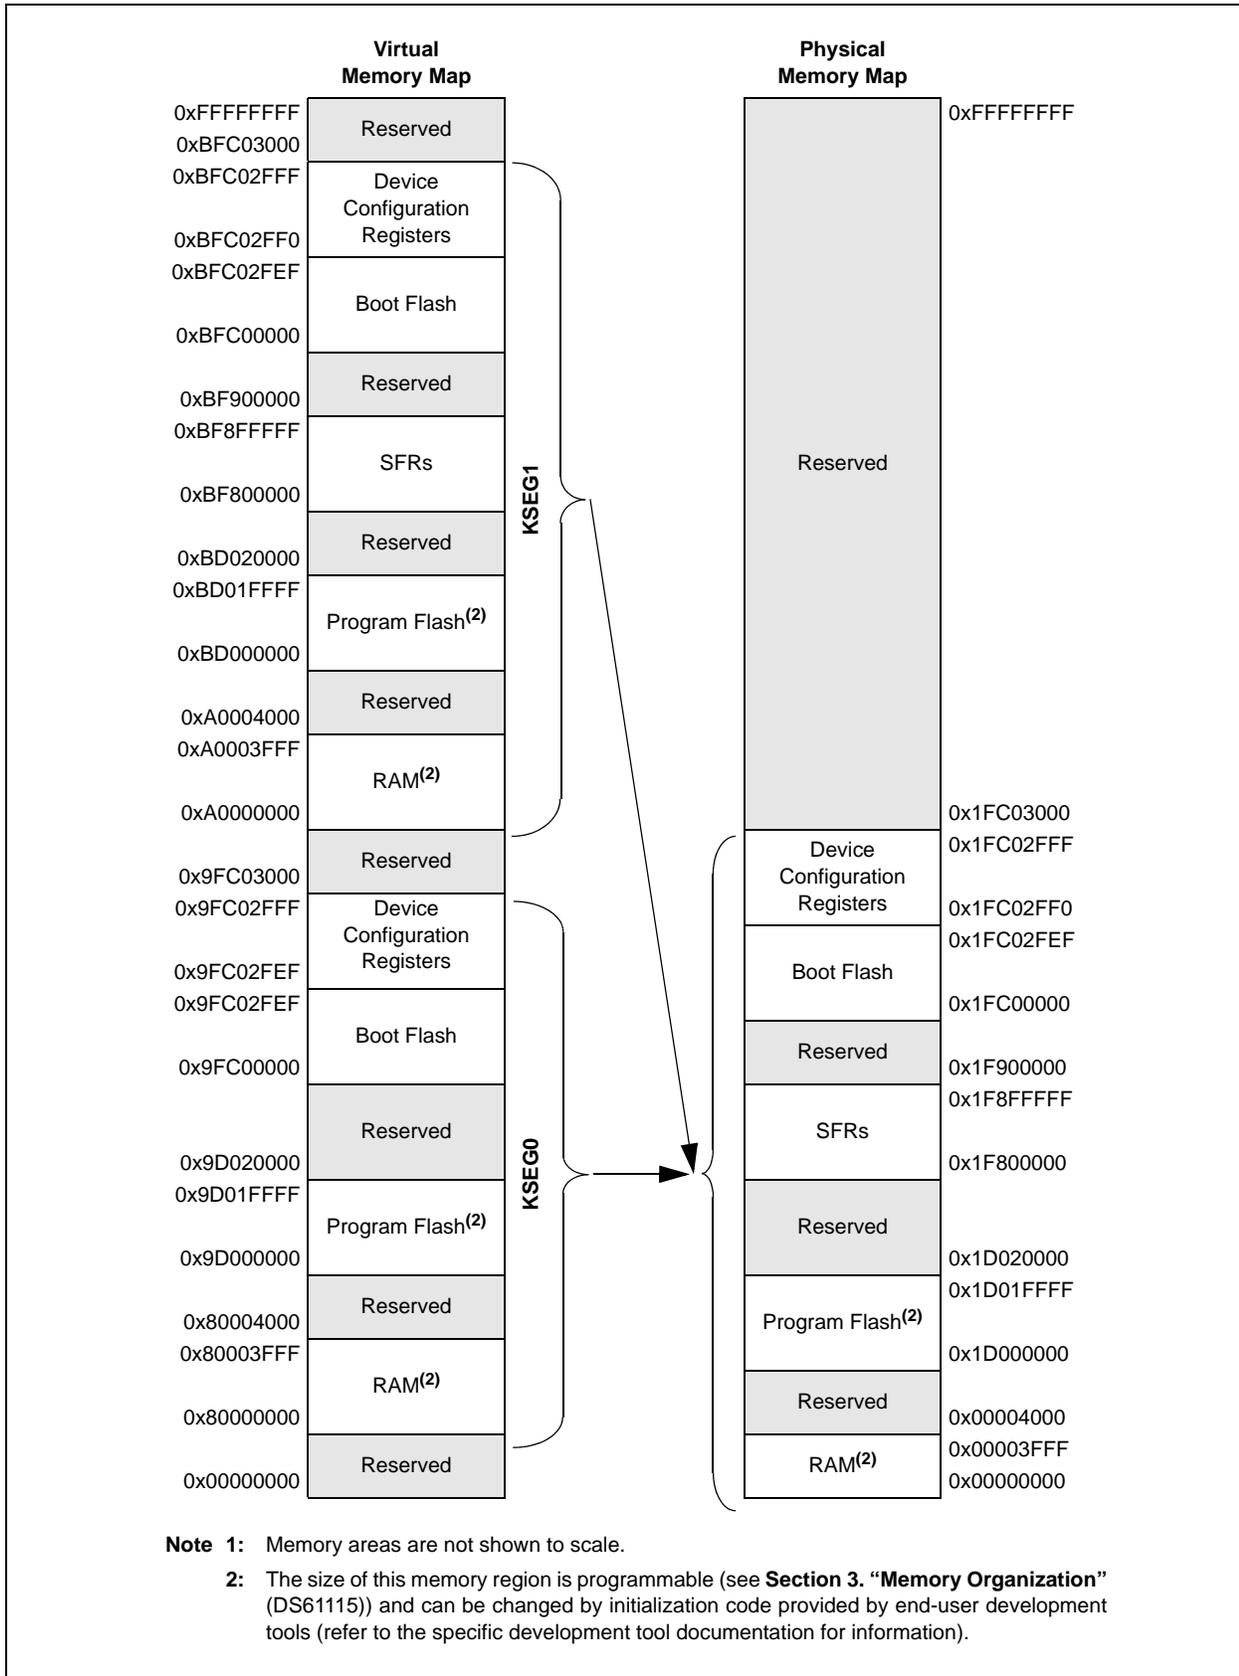 Virtual
Memory Map
0xFFFFFFFF
0xBFC03000
Reserved
0xBFC02FFF
Device
Configuration
Registers
0xBFC02FF0
0xBFC02FEF
Boot Flash
0xBFC00000
Reserved
0xBF900000
0xBF8FFFFF
SFRs
0xBF800000
Reserved
0xBD020000
0xBD01FFFF
Program Flash(2)
0xBD000000
Reserved
0xA0004000
0xA0003FFF
RAM(2)
0xA0000000
KSEG1
Reserved
0x9FC03000
0x9FC02FFF
Device
Configuration
Registers
0x9FC02FEF
0x9FC02FEF
Boot Flash
0x9FC00000
Reserved
0x9D020000
0x9D01FFFF
Program Flash(2)
0x9D000000
Reserved
0x80004000
0x80003FFF
RAM(2)
0x80000000
KSEG0
Reserved
0x00000000
Physical
Memory Map
0xFFFFFFFF
Reserved
0x1FC03000
0x1FC02FFF
Device
Configuration
Registers
0x1FC02FF0
0x1FC02FEF
Boot Flash
0x1FC00000
Reserved
0x1F900000
0x1F8FFFFF
SFRs
0x1F800000
Reserved
0x1D020000
0x1D01FFFF
Program Flash(2)
0x1D000000
Reserved
0x00004000
0x00003FFF
RAM(2)
0x00000000
Note 1: Memory areas are not shown to scale.
2: The size of this memory region is programmable (see Section 3. “Memory Organization”
(DS61115)) and can be changed by initialization code provided by end-user development
tools (refer to the specific development tool documentation for information).